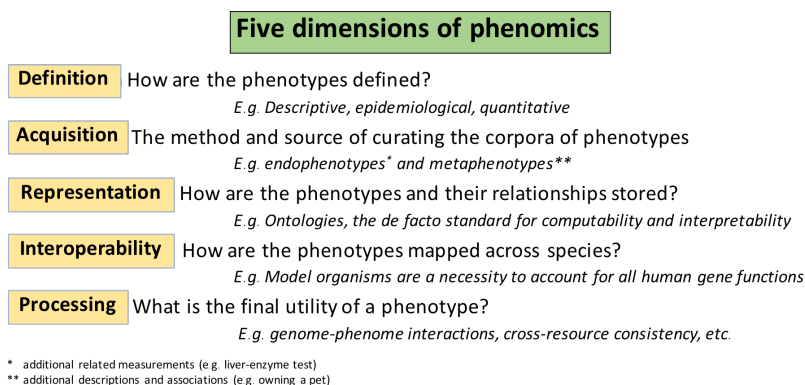 Five dimensions of phenomics
Definition How are the phenotypes defined?
E.g. Descriptive, epidemiological, quantitative
Acquisition The method and source of curating the corpora of phenotypes
E.g. endophenotypes* and metaphenotypes**
Representation How are the phenotypes and their relationships stored?
E.g. Ontologies, the de facto standard for computability and interpretability
Interoperability How are the phenotypes mapped across species?
E.g. Model organisms are a necessity to account for all human gene functions
Processing What is the final utility of a phenotype?
E.g. genome-phenome interactions, cross-resource consistency, etc.
* additional related measurements (e.g. liver-enzyme test)
** additional descriptions and associations (e.g. owning a pet)